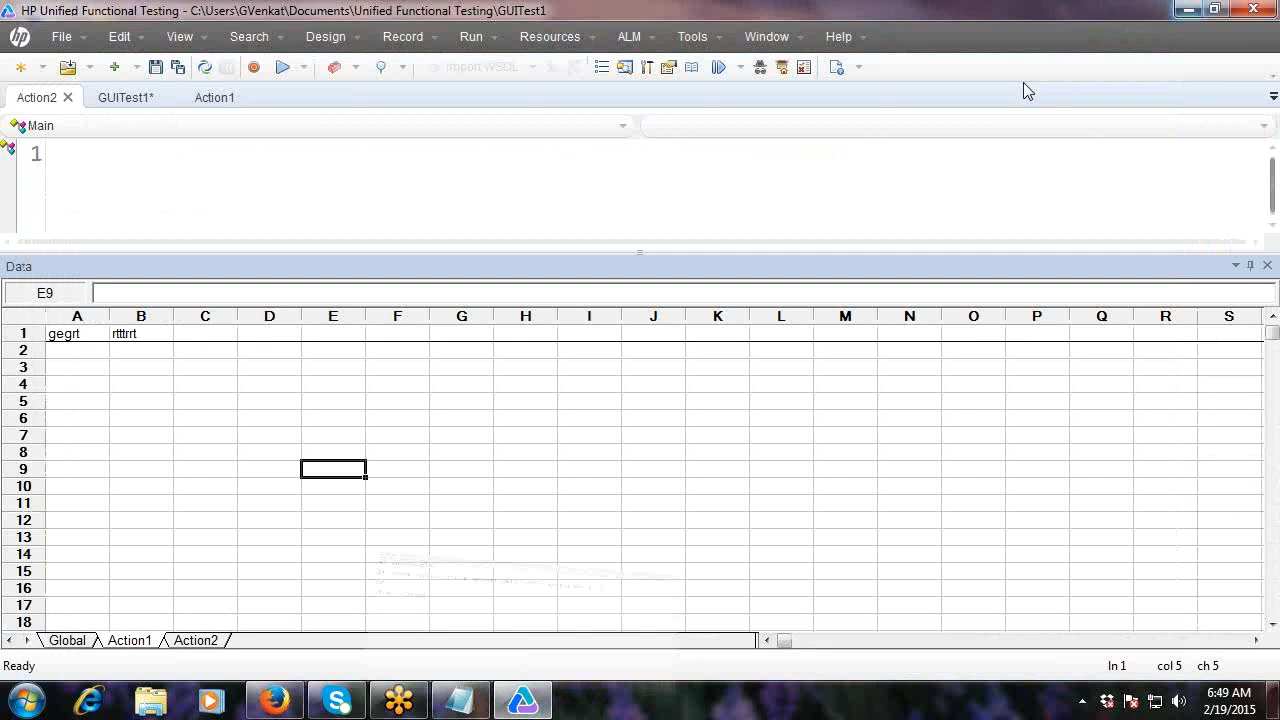 HP Unified Functional Testing - C:\Users\GVenkat\Documents\Unified Functional Testing\GUITest1
hp File Edit View Search Design Record Run Resources ALM Tools Window Help
Import WSDL
Action2 GUITest1* Action1
Main
1
Data
E9
A B C D E F G H I J K L M N O P Q R S
1 gegrt rtttrrt
2
3
4
5
6
7
8
9
10
11
12
13
14
15
16
17
18
Global Action1 Action2
Ready ln 1 col 5 ch 5
6:49 AM
2/19/2015